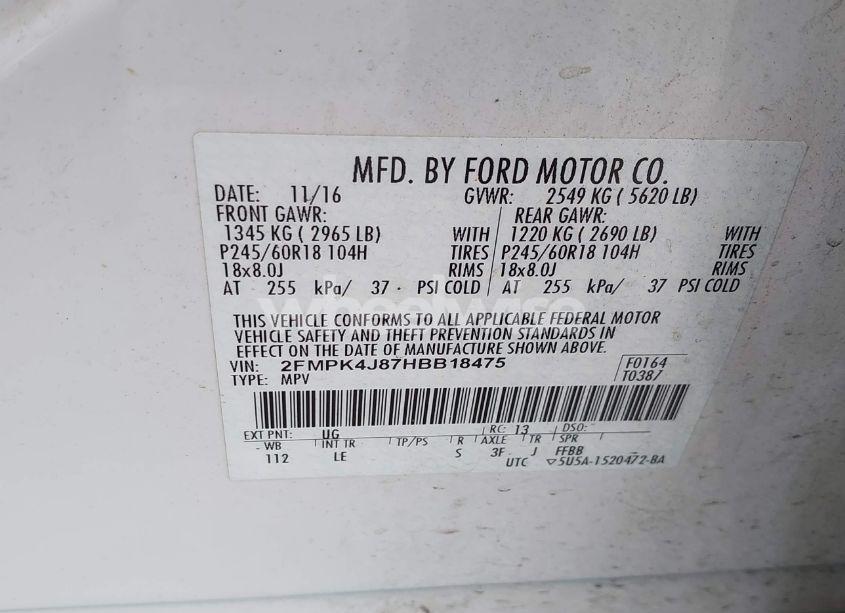 MFD. BY FORD MOTOR CO.
DATE: 11/16 GVWR: 2549 KG ( 5620 LB)
FRONT GAWR: REAR GAWR:
1345 KG ( 2965 LB) WITH 1220 KG ( 2690 LB) WITH
P245/60R18 104H TIRES P245/60R18 104H TIRES
18x8.0J RIMS 18x8.0J RIMS
AT 255 kPa/ 37 PSI COLD AT 255 kPa/ 37 PSI COLD
wheelwise
THIS VEHICLE CONFORMS TO ALL APPLICABLE FEDERAL MOTOR
VEHICLE SAFETY AND THEFT PREVENTION STANDARDS IN
EFFECT ON THE DATE OF MANUFACTURE SHOWN ABOVE.
VIN: 2FMPK4J87HBB18475 F0164
TYPE: MPV T0387
EXT PNT: UG RC: 13 DSO:
WB INT TR TP/PS R AXLE TR SPR
112 LE S 3F J FFBB
UTC ▽5U5A-1520472-BA